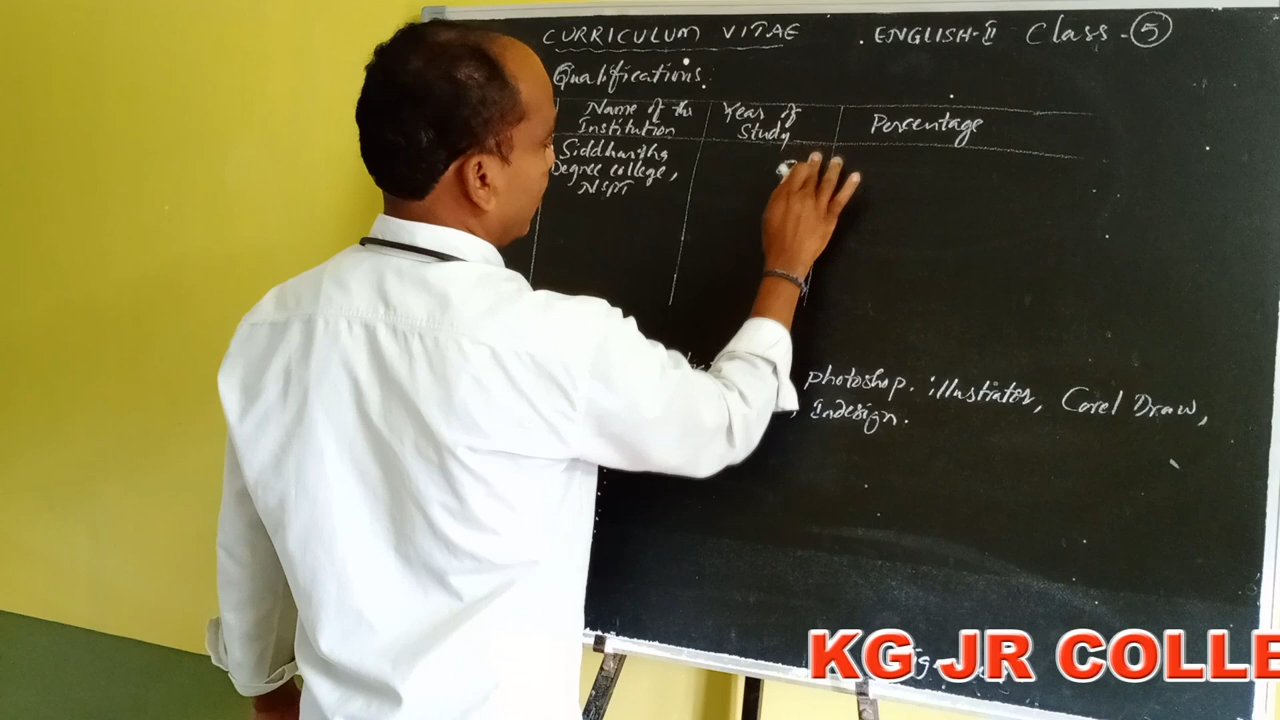 CURRICULUM VITAE . ENGLISH-II Class - 5
Qualifications:
Name of the Institution
Year of Study
Percentage
Siddhartha
Degree college,
NSPT
photoshop. illustrator, Corel Draw,
, Indesign.
KG JR COLLE